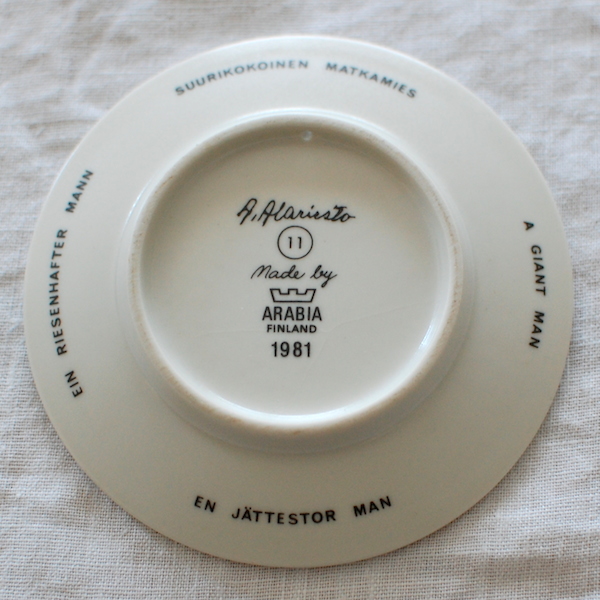 SUURIKOKOINEN MATKAMIES
A GIANT MAN
EN JÄTTESTOR MAN
EIN RIESENHAFTER MANN
A. Alariesto
11
Made by
ARABIA
FINLAND
1981